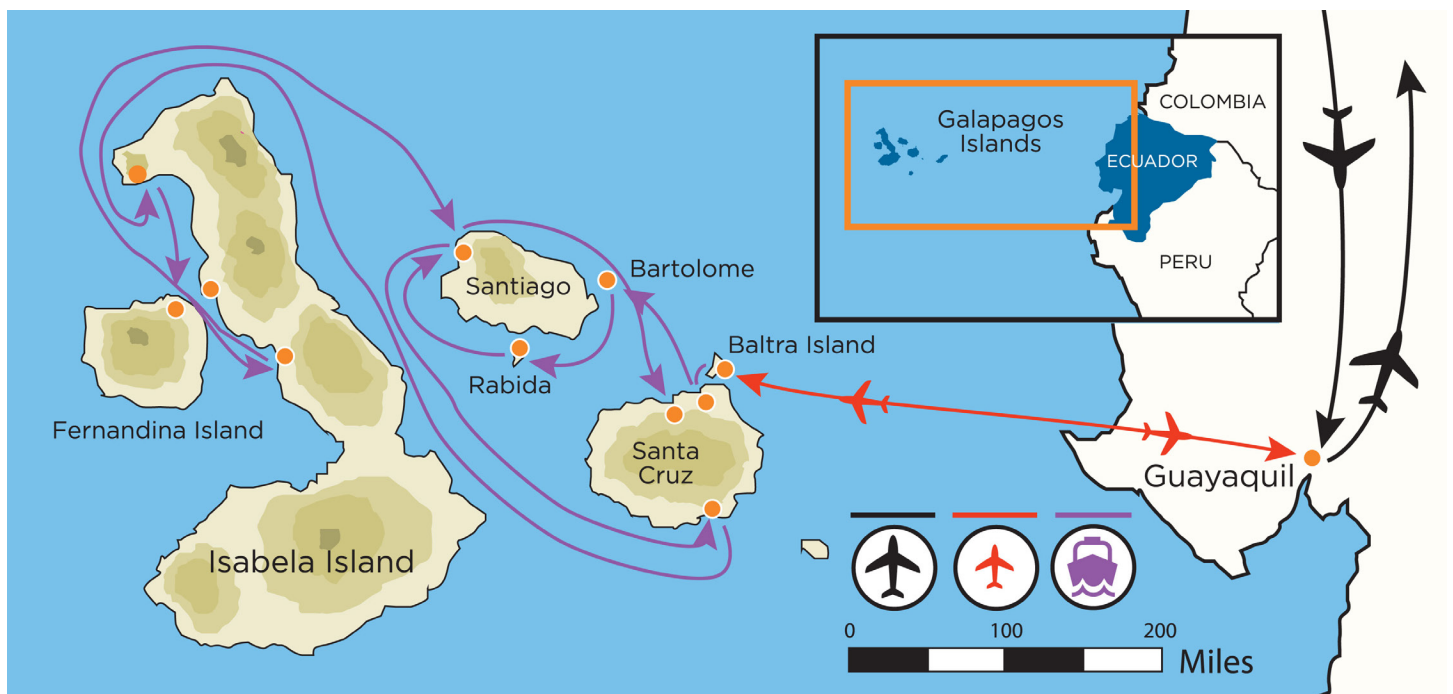 Galapagos
Islands
COLOMBIA
ECUADOR
PERU
Santiago
Bartolome
Rabida
Baltra Island
Fernandina Island
Santa
Cruz
Guayaquil
Isabela Island
0
100
200
Miles